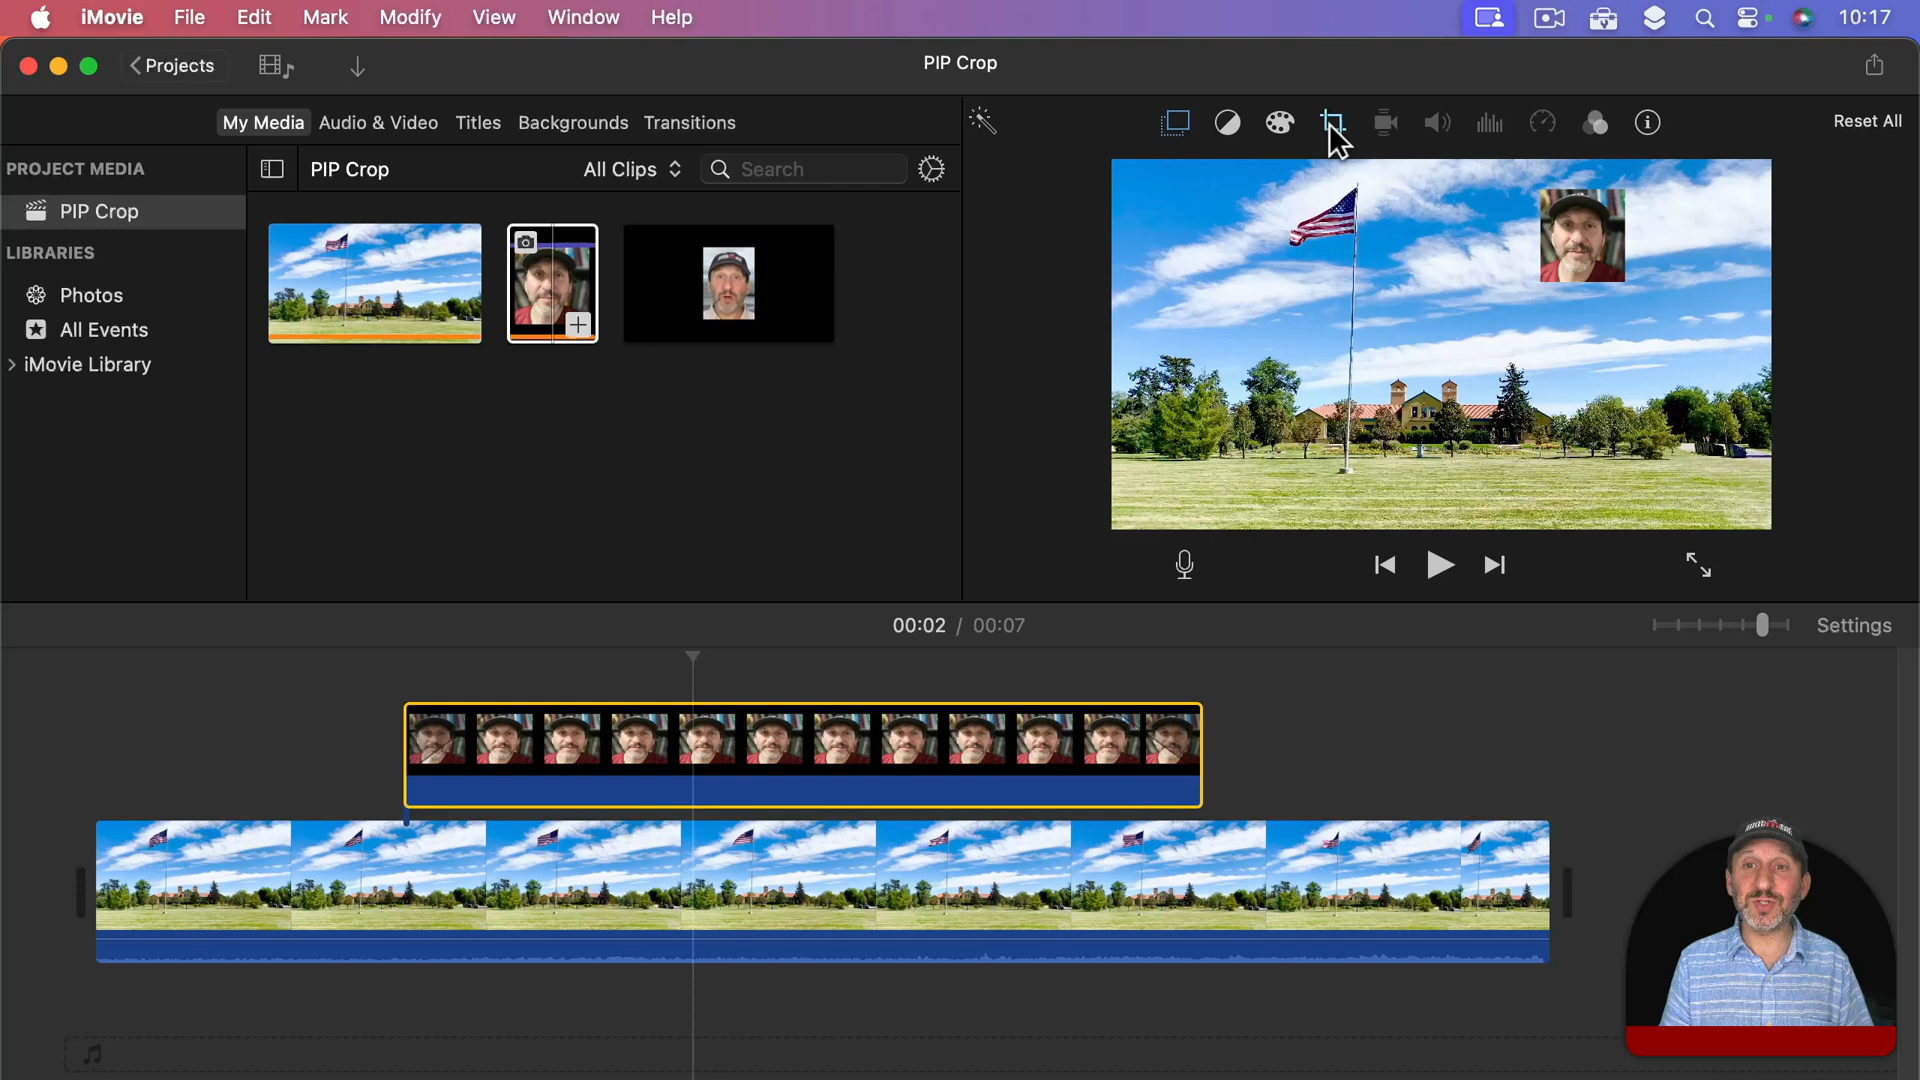 iMovie File Edit Mark Modify View Window Help 10:17
Projects PIP Crop
My Media Audio & Video Titles Backgrounds Transitions Reset All
PROJECT MEDIA PIP Crop All Clips Search
PIP Crop
LIBRARIES
Photos
All Events
iMovie Library
00:02 / 00:07 Settings